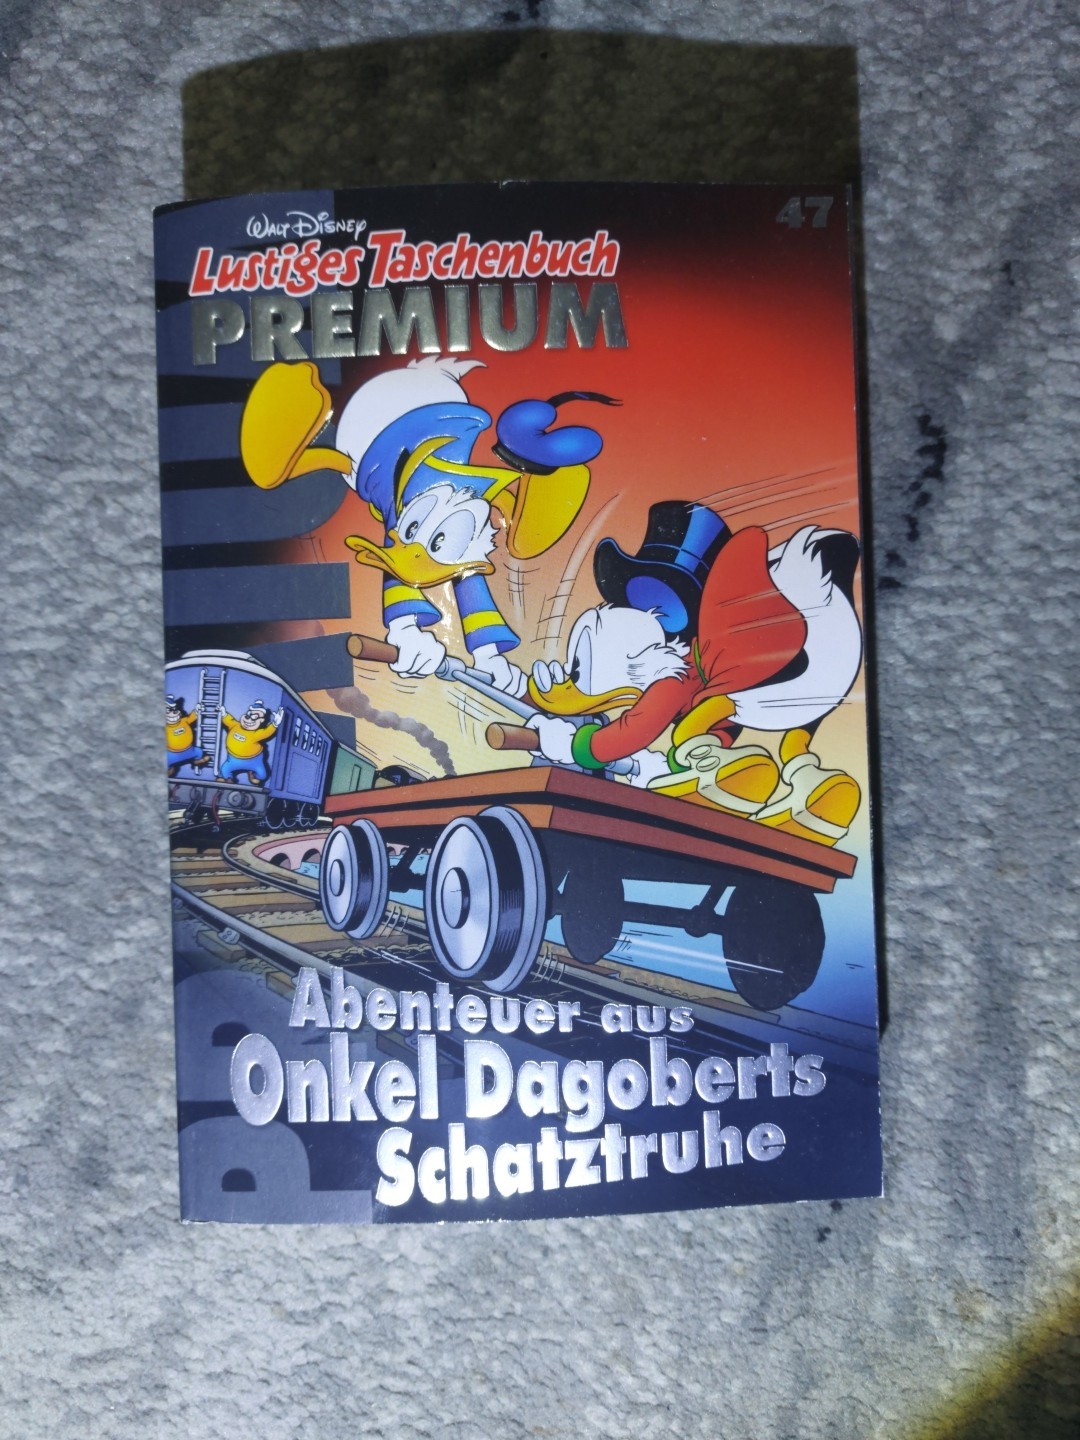 47
Walt Disney
Lustiges Taschenbuch
PREMIUM
Abenteuer aus
Onkel Dagoberts
Schatztruhe